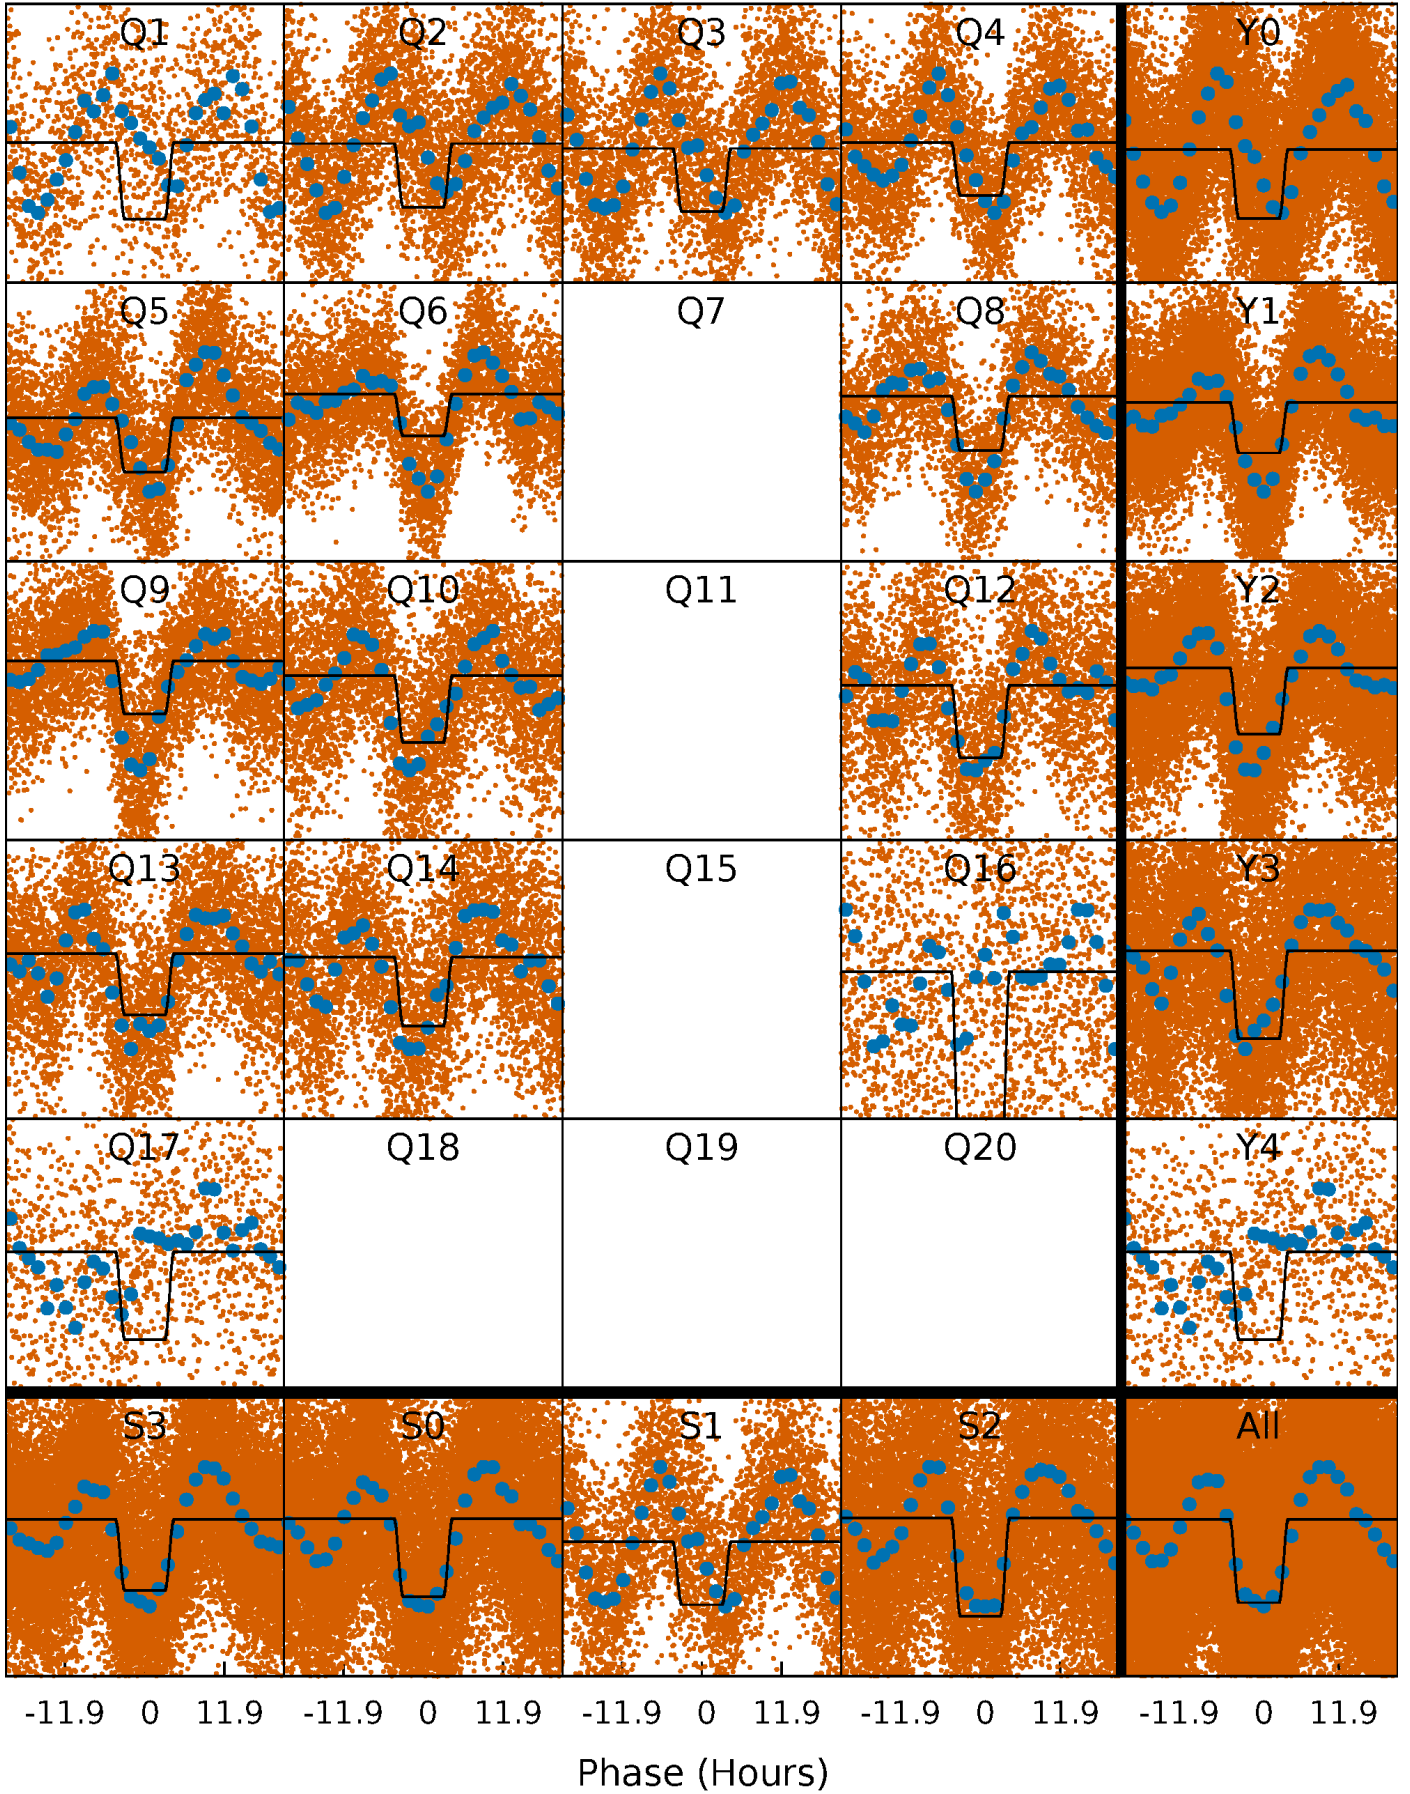 Q1 Q2 Q3 Q4 Y0
Q5 Q6 Q7 Q8 Y1
Q9 Q10 Q11 Q12 Y2
Q13 Q14 Q15 Q16 Y3
Q17 Q18 Q19 Q20 Y4
S3 S0 S1 S2 All
-11.9 0 11.9 -11.9 0 11.9 -11.9 0 11.9 -11.9 0 11.9 -11.9 0 11.9
Phase (Hours)